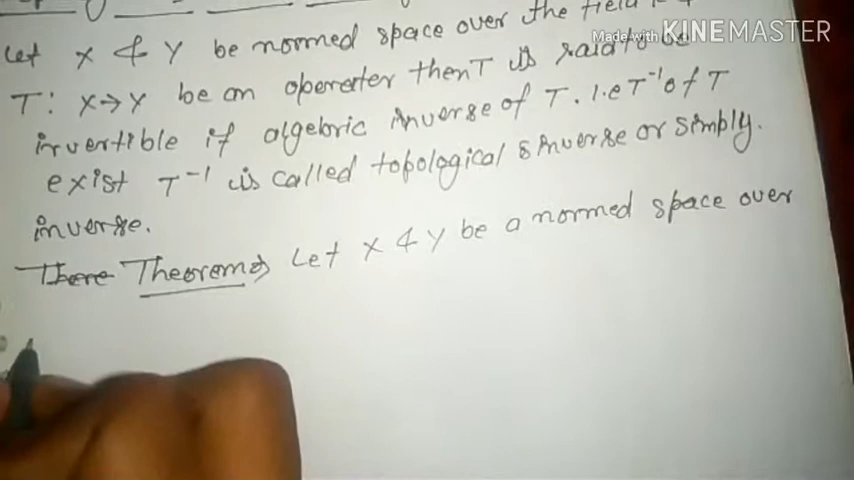 Let X & Y be normed space over the field
Made with KINEMASTER
T: X→Y be an operater then T is said to be
invertible if algebric inverse of T. i.e T⁻¹ of T
exist T⁻¹ is called topological inverse or simply.
inverse.
There Theorem⇒ Let X & Y be a normed space over